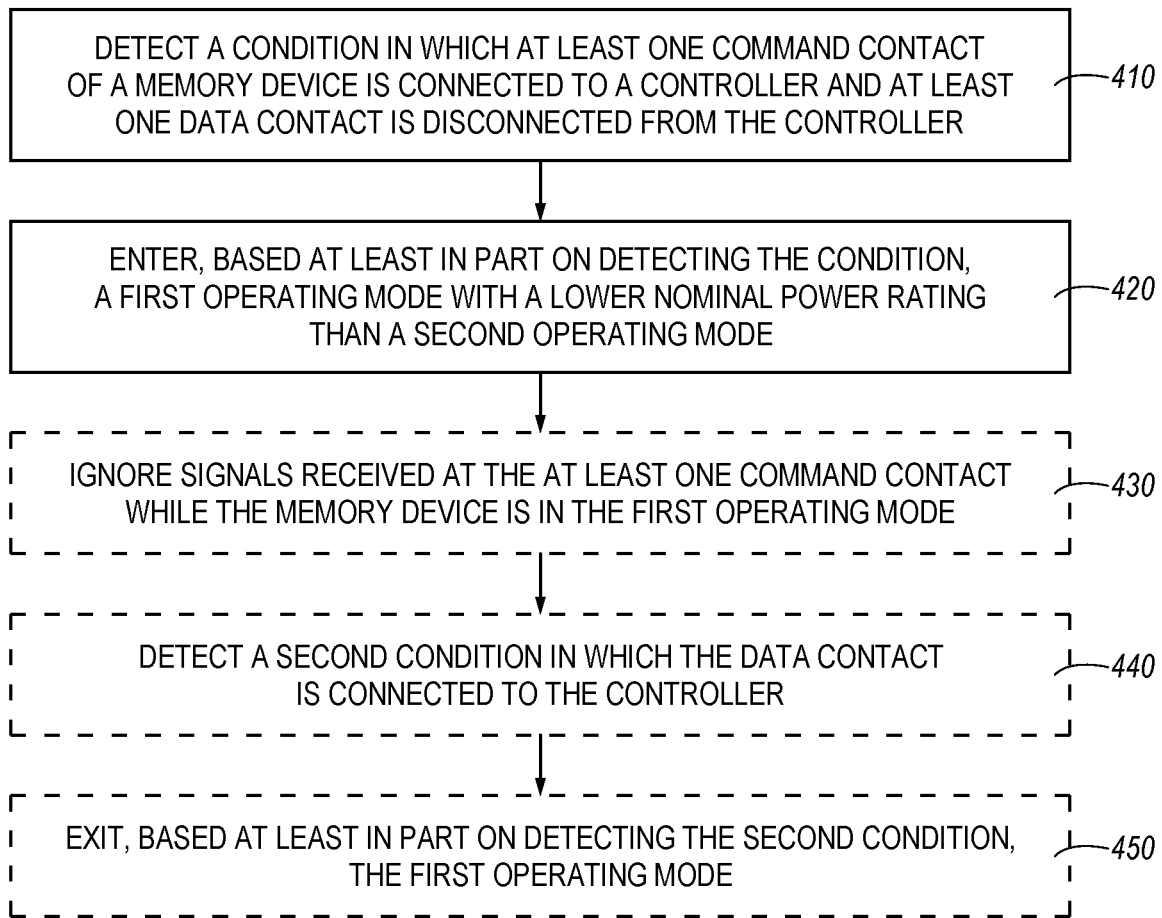 DETECT A CONDITION IN WHICH AT LEAST ONE COMMAND CONTACT
OF A MEMORY DEVICE IS CONNECTED TO A CONTROLLER AND AT LEAST
ONE DATA CONTACT IS DISCONNECTED FROM THE CONTROLLER
410
ENTER, BASED AT LEAST IN PART ON DETECTING THE CONDITION,
A FIRST OPERATING MODE WITH A LOWER NOMINAL POWER RATING
THAN A SECOND OPERATING MODE
420
IGNORE SIGNALS RECEIVED AT THE AT LEAST ONE COMMAND CONTACT
WHILE THE MEMORY DEVICE IS IN THE FIRST OPERATING MODE
430
DETECT A SECOND CONDITION IN WHICH THE DATA CONTACT
IS CONNECTED TO THE CONTROLLER
440
EXIT, BASED AT LEAST IN PART ON DETECTING THE SECOND CONDITION,
THE FIRST OPERATING MODE
450